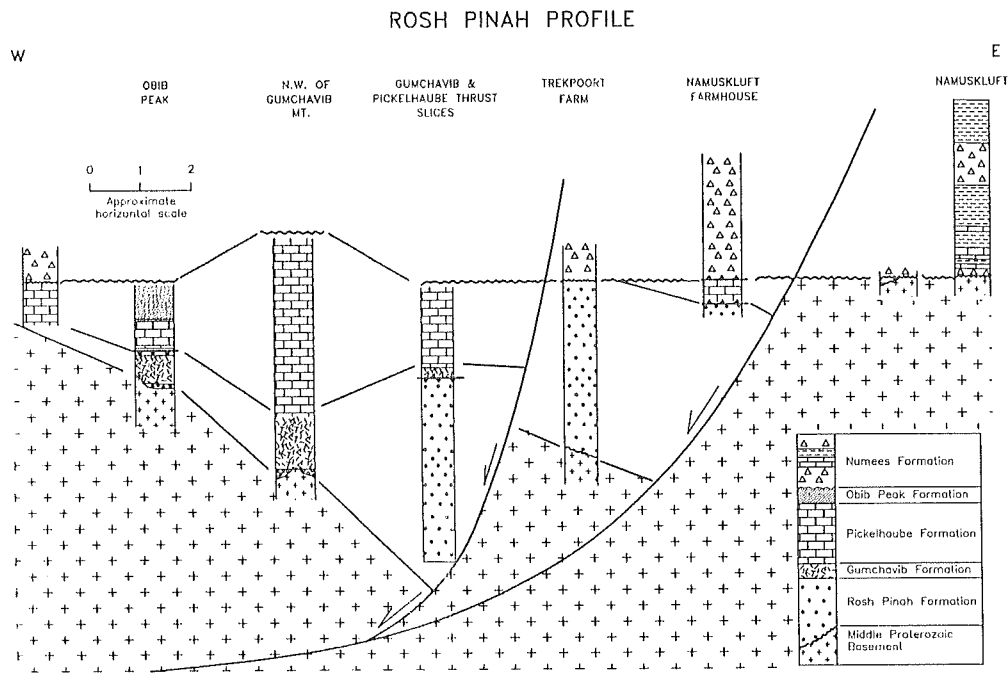 ROSH PINAH PROFILE
W
E
OBIB
PEAK
N.W. OF
GUMCHAVIB
MT.
GUMCHAVIB &
PICKELHAUBE THRUST
SLICES
TREKPOORT
FARM
NAMUSKLUFT
FARMHOUSE
NAMUSKLUFT
0 1 2
Approximate
horizontal scale
Numees Formation
Obib Peak Formation
Pickelhaube Formation
Gumchavib Formation
Rosh Pinah Formation
Middle Proterozoic
Basement